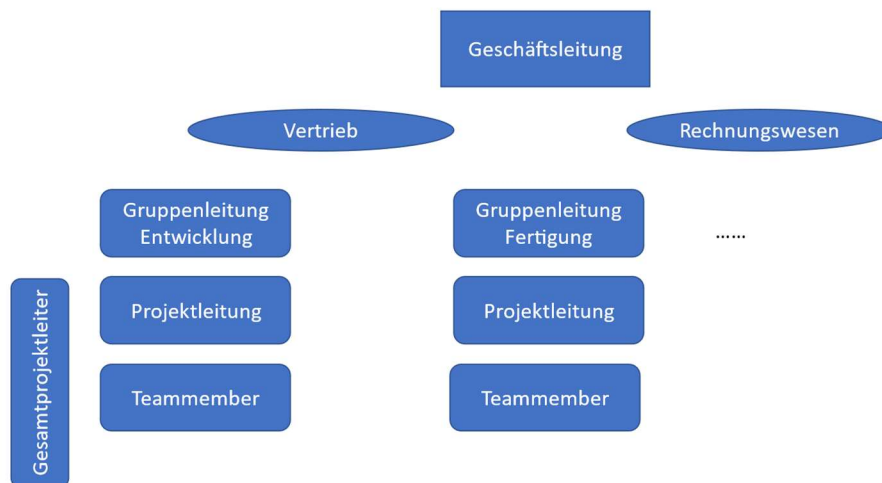 Geschäftsleitung
Vertrieb
Rechnungswesen
Gruppenleitung
Entwicklung
Gruppenleitung
Fertigung
......
Gesamtprojektleiter
Projektleitung
Projektleitung
Teammember
Teammember